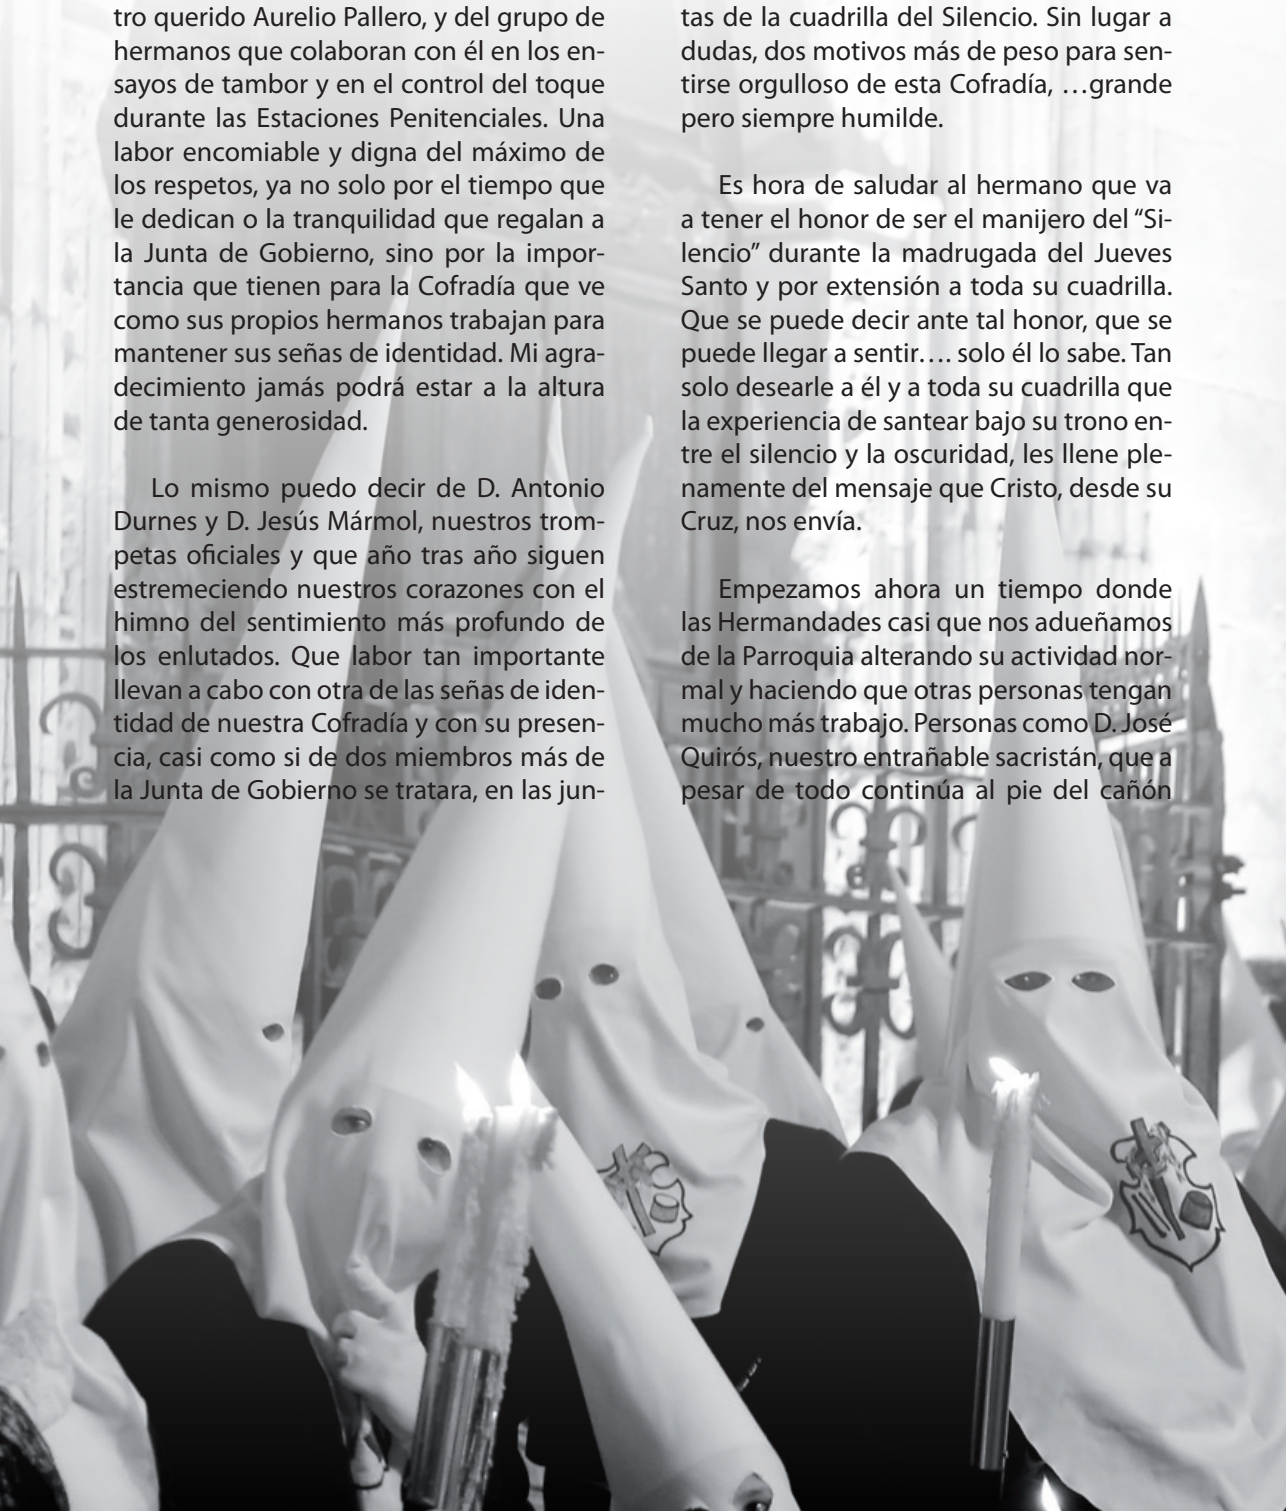 tro querido Aurelio Pallero, y del grupo de
hermanos que colaboran con él en los en-
sayos de tambor y en el control del toque
durante las Estaciones Penitenciales. Una
labor encomiable y digna del máximo de
los respetos, ya no solo por el tiempo que
le dedican o la tranquilidad que regalan a
la Junta de Gobierno, sino por la impor-
tancia que tienen para la Cofradía que ve
como sus propios hermanos trabajan para
mantener sus señas de identidad. Mi agra-
decimiento jamás podrá estar a la altura
de tanta generosidad.
Lo mismo puedo decir de D. Antonio
Durnes y D. Jesús Mármol, nuestros trom-
petas oficiales y que año tras año siguen
estremeciendo nuestros corazones con el
himno del sentimiento más profundo de
los enlutados. Que labor tan importante
llevan a cabo con otra de las señas de iden-
tidad de nuestra Cofradía y con su presen-
cia, casi como si de dos miembros más de
la Junta de Gobierno se tratara, en las jun-
tas de la cuadrilla del Silencio. Sin lugar a
dudas, dos motivos más de peso para sen-
tirse orgulloso de esta Cofradía, …grande
pero siempre humilde.
Es hora de saludar al hermano que va
a tener el honor de ser el manijero del “Si-
lencio” durante la madrugada del Jueves
Santo y por extensión a toda su cuadrilla.
Que se puede decir ante tal honor, que se
puede llegar a sentir…. solo él lo sabe. Tan
solo desearle a él y a toda su cuadrilla que
la experiencia de santear bajo su trono en-
tre el silencio y la oscuridad, les llene ple-
namente del mensaje que Cristo, desde su
Cruz, nos envía.
Empezamos ahora un tiempo donde
las Hermandades casi que nos adueñamos
de la Parroquia alterando su actividad nor-
mal y haciendo que otras personas tengan
mucho más trabajo. Personas como D. José
Quirós, nuestro entrañable sacristán, que a
pesar de todo continúa al pie del cañón